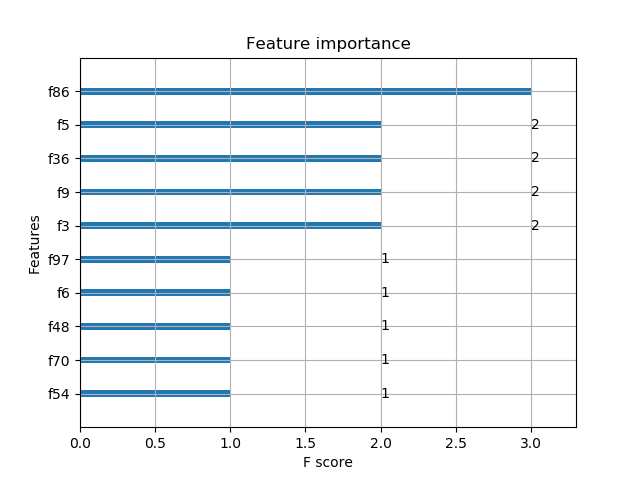 Feature importance
f86
f5 2
f36 2
f9 2
f3 2
f97 1
f6 1
f48 1
f70 1
f54 1
Features
0.0 0.5 1.0 1.5 2.0 2.5 3.0
F score